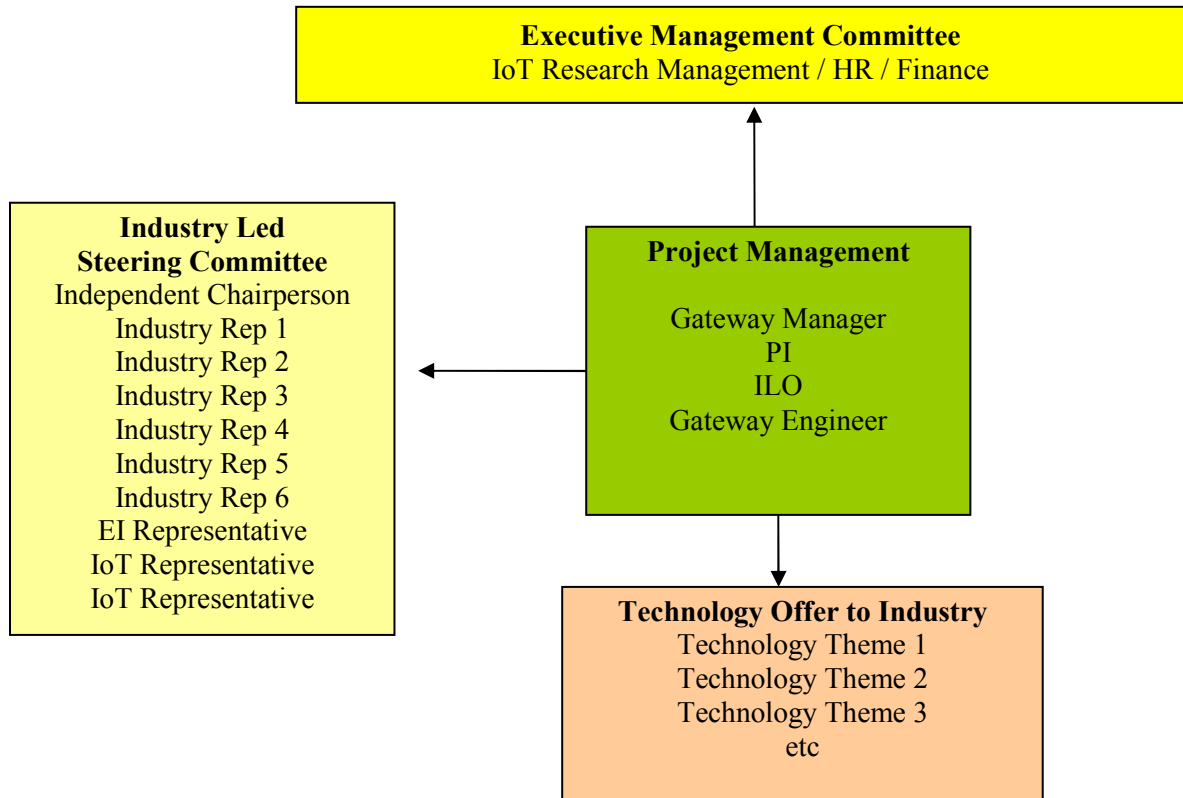 Executive Management Committee
IoT Research Management / HR / Finance
Industry Led
Steering Committee
Independent Chairperson
Industry Rep 1
Industry Rep 2
Industry Rep 3
Industry Rep 4
Industry Rep 5
Industry Rep 6
EI Representative
IoT Representative
IoT Representative
Project Management
Gateway Manager
PI
ILO
Gateway Engineer
Technology Offer to Industry
Technology Theme 1
Technology Theme 2
Technology Theme 3
etc